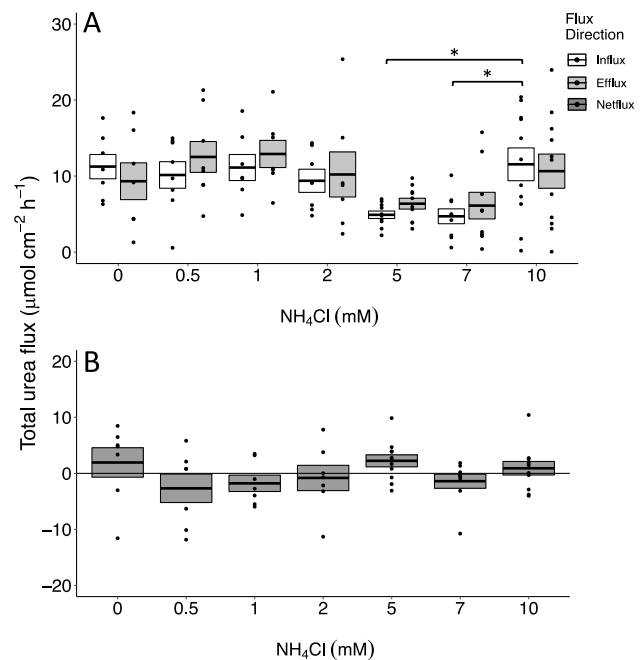 A
Flux
Direction
Influx
Efflux
Netflux
*
*
30
20
10
0
0 0.5 1 2 5 7 10
NH₄Cl (mM)
Total urea flux (μmol cm⁻² h⁻¹)
B
20
10
0
−10
−20
0 0.5 1 2 5 7 10
NH₄Cl (mM)